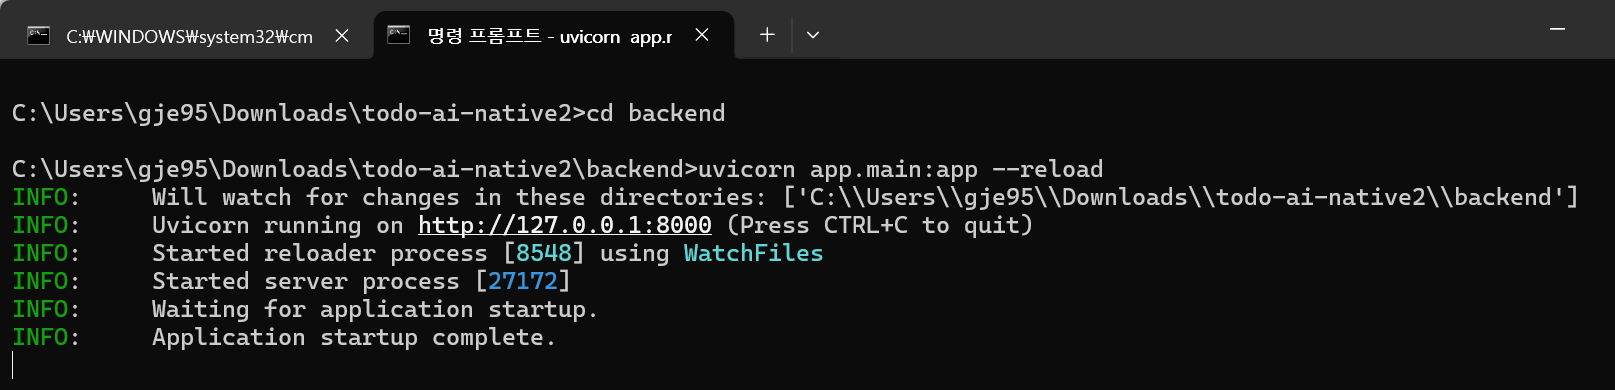 C:₩WINDOWS₩system32₩cm
명령 프롬프트 - uvicorn  app.r
C:\Users\gje95\Downloads\todo-ai-native2>cd backend
C:\Users\gje95\Downloads\todo-ai-native2\backend>uvicorn app.main:app --reload
INFO:     Will watch for changes in these directories: ['C:\\Users\\gje95\\Downloads\\todo-ai-native2\\backend']
INFO:     Uvicorn running on http://127.0.0.1:8000 (Press CTRL+C to quit)
INFO:     Started reloader process [8548] using WatchFiles
INFO:     Started server process [27172]
INFO:     Waiting for application startup.
INFO:     Application startup complete.